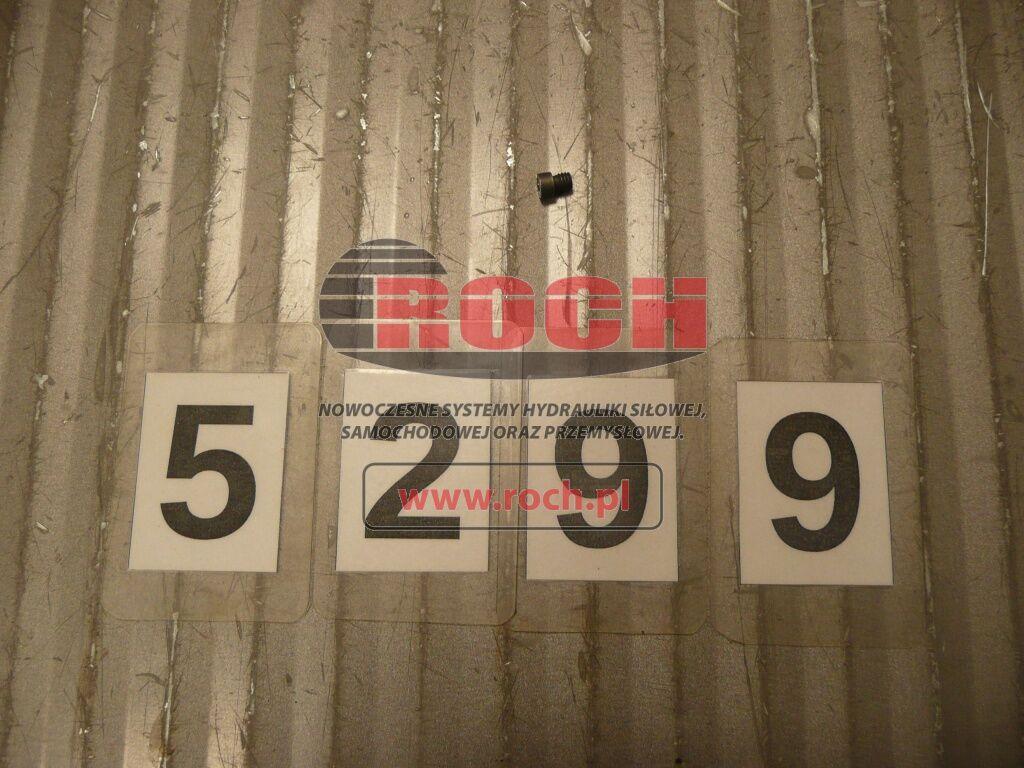 ROCH
NOWOCZESNE SYSTEMY HYDRAULIKI SIŁOWEJ,
SAMOCHODOWEJ ORAZ PRZEMYSŁOWEJ.
www.roch.pl
5 2 9 9